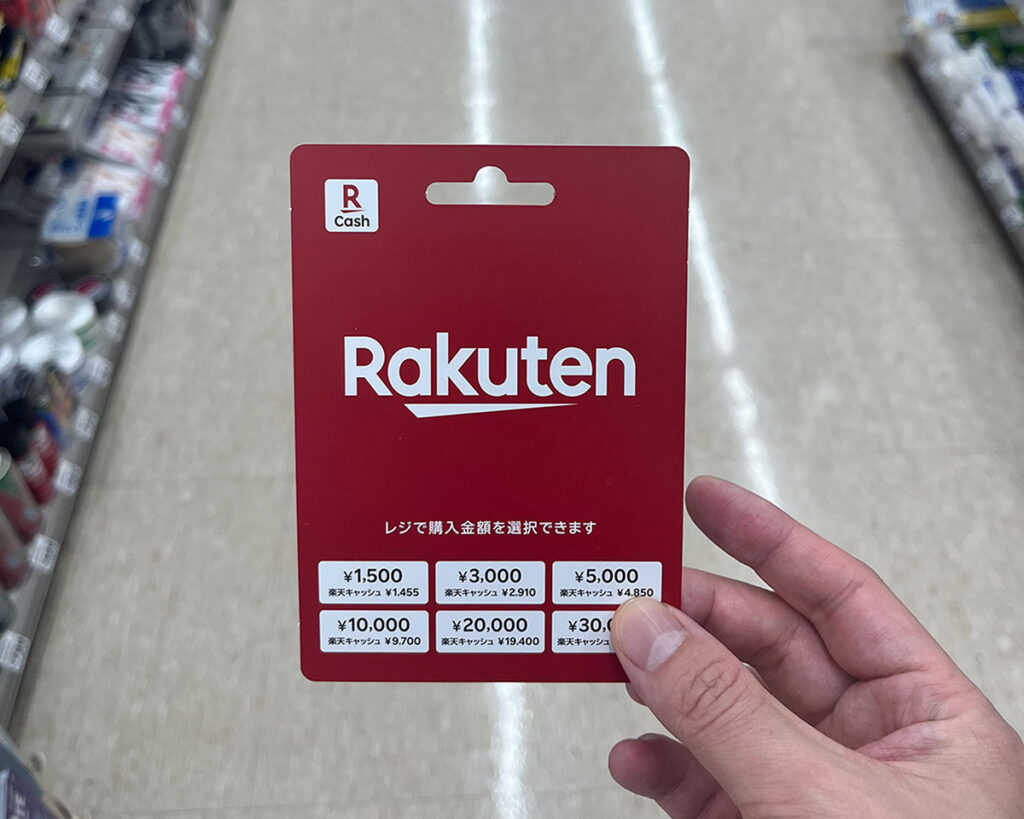 R
Cash
Rakuten
レジで購入金額を選択できます
¥1,500 ¥3,000 ¥5,000
楽天キャッシュ ¥1.455 楽天キャッシュ ¥2.910 楽天キャッシュ ¥4.850
¥10,000 ¥20,000
楽天キャッシュ ¥9.700 楽天キャッシュ ¥19.400 楽天キャッシュ